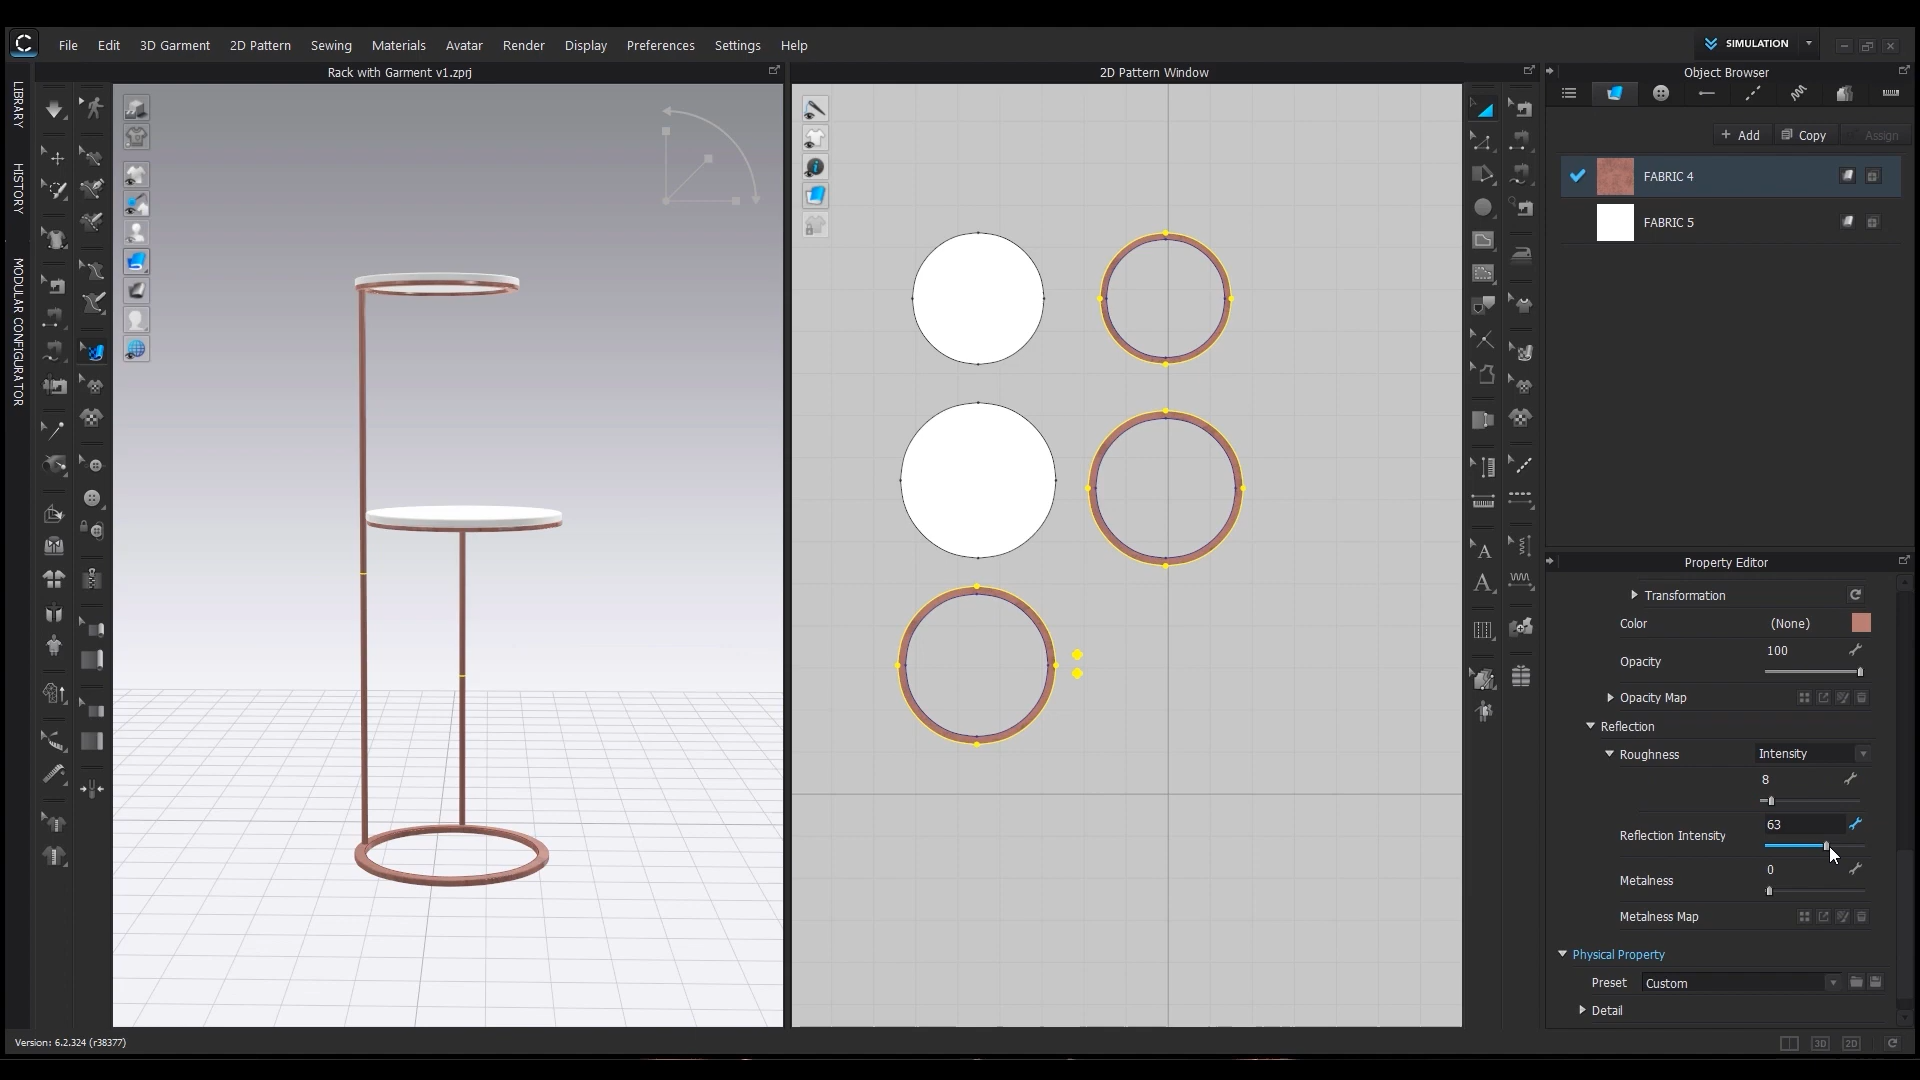 File Edit 3D Garment 2D Pattern Sewing Materials Avatar Render Display Preferences Settings Help
SIMULATION
Rack with Garment v1.zprj
2D Pattern Window
Object Browser
LIBRARY
HISTORY
MODULAR CONFIGURATOR
+ Add Copy Assign
FABRIC 4
FABRIC 5
Property Editor
Transformation
Color (None)
Opacity 100
Opacity Map
Reflection
Roughness Intensity
8
Reflection Intensity 63
Metalness 0
Metalness Map
Physical Property
Preset Custom
Detail
Version: 6.2.324 (r38377)
3D 2D